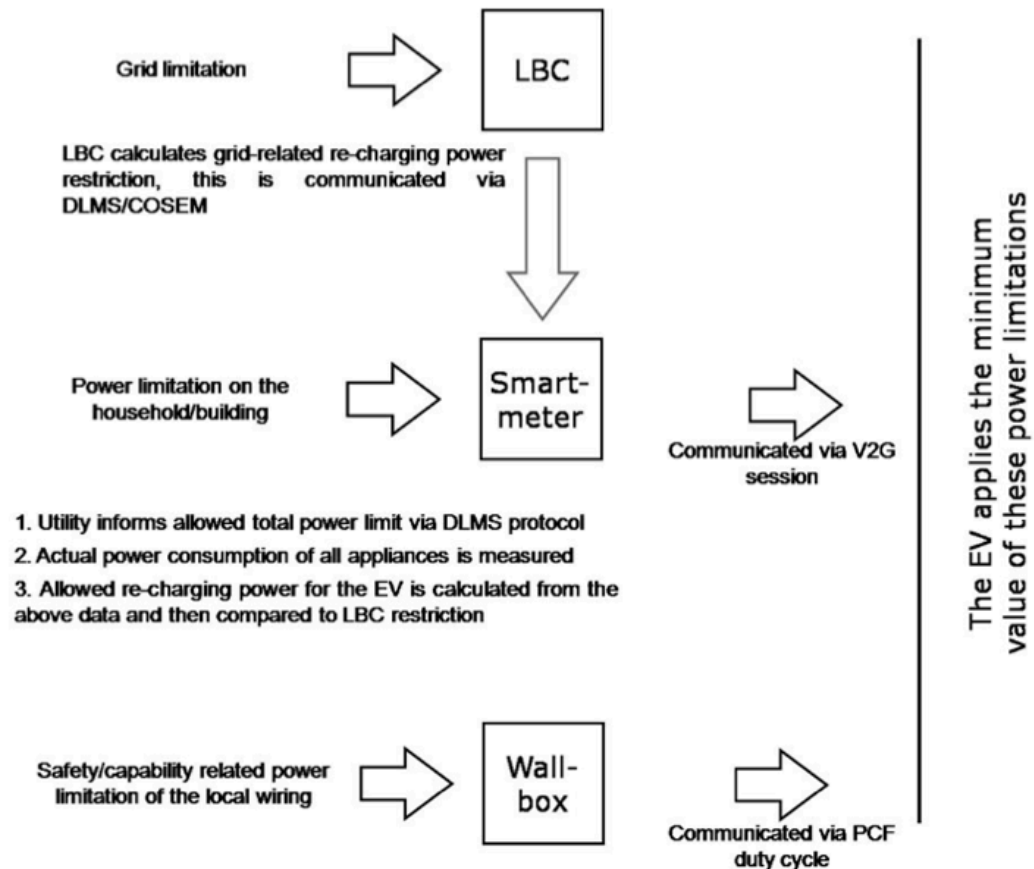 Grid limitation
LBC
LBC calculates grid-related re-charging power
restriction, this is communicated via
DLMS/COSEM
Power limitation on the
household/building
Smart-
meter
Communicated via V2G
session
1. Utility informs allowed total power limit via DLMS protocol
2. Actual power consumption of all appliances is measured
3. Allowed re-charging power for the EV is calculated from the
above data and then compared to LBC restriction
Safety/capability related power
limitation of the local wiring
Wall-
box
Communicated via PCF
duty cycle
The EV applies the minimum
value of these power limitations